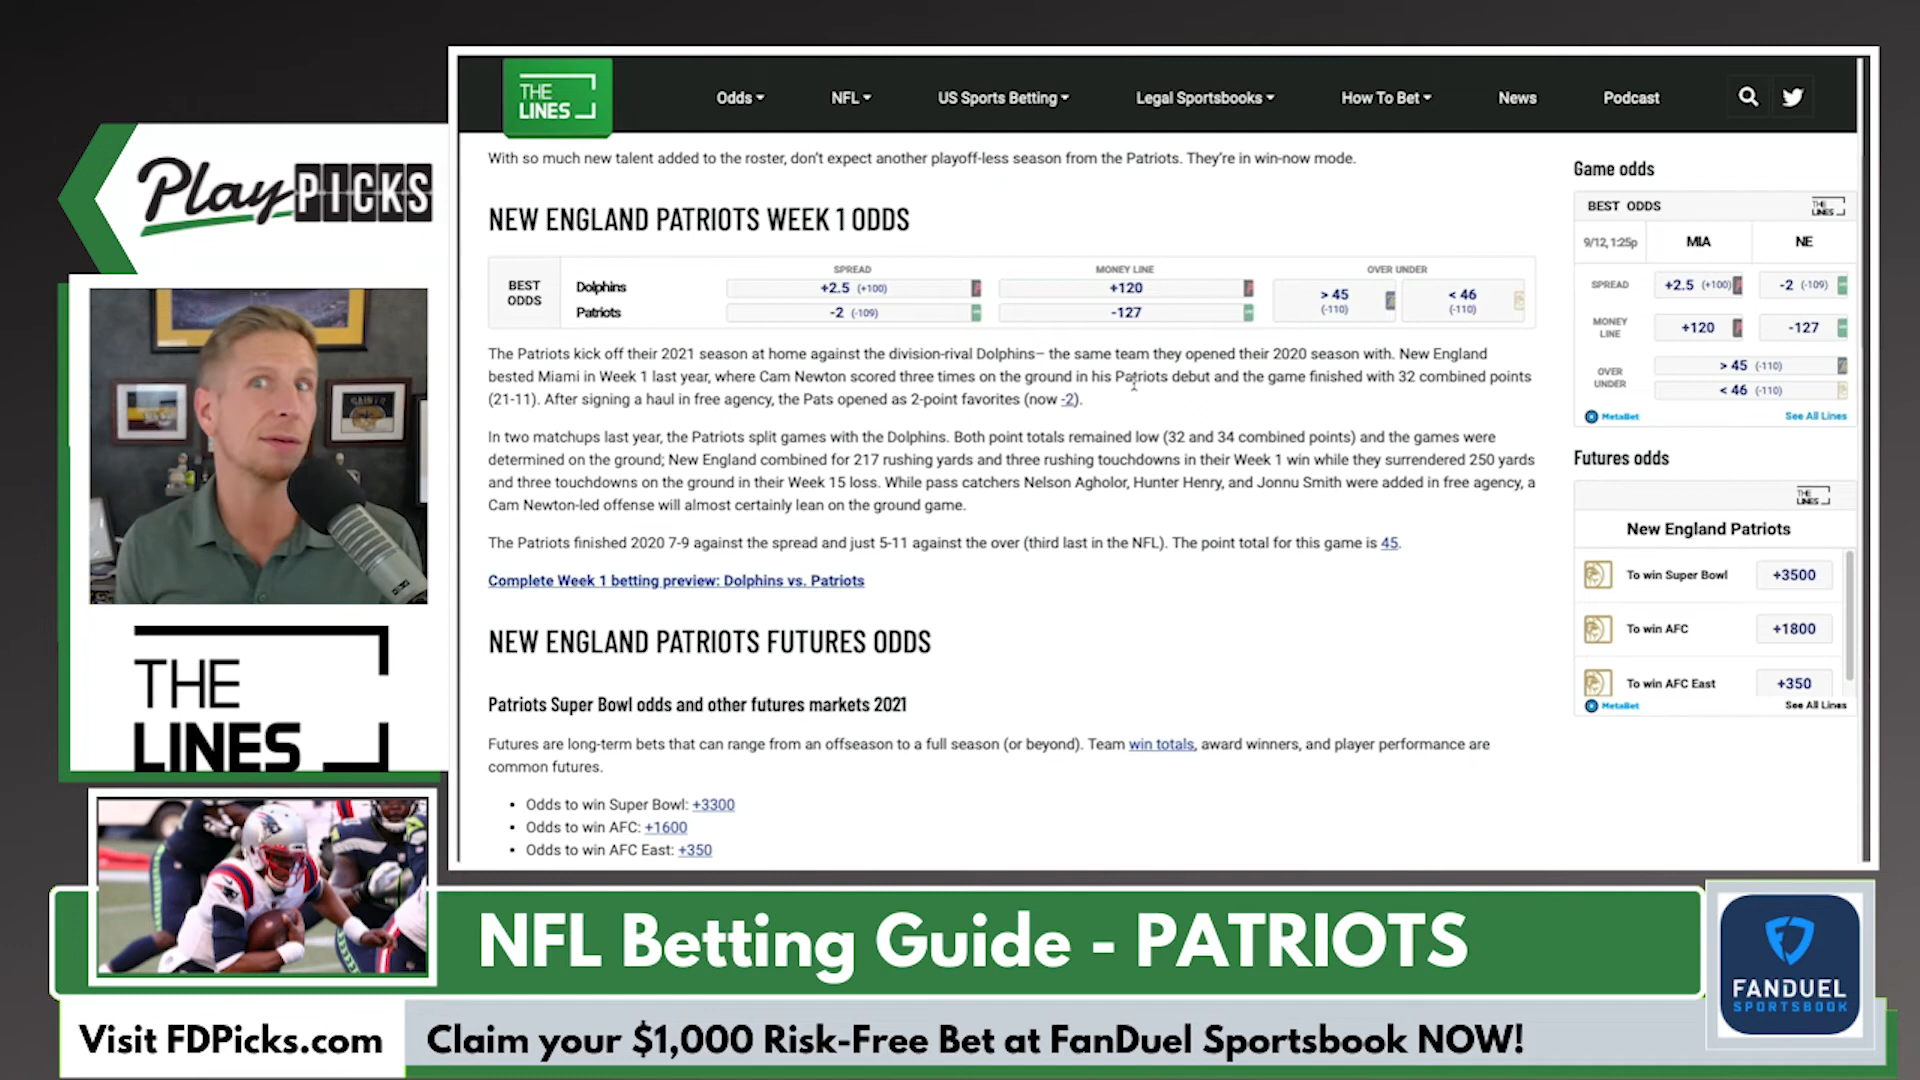 THE
LINES
Odds
NFL
US Sports Betting
Legal Sportsbooks
How To Bet
News
Podcast
Play PICKS
With so much new talent added to the roster, don't expect another playoff-less season from the Patriots. They're in win-now mode.
NEW ENGLAND PATRIOTS WEEK 1 ODDS
SPREAD
MONEY LINE
OVER UNDER
BEST
ODDS
Dolphins
+2.5 (+100)
+120
Patriots
-2 (-109)
-127
> 45
(-110)
< 46
(-110)
The Patriots kick off their 2021 season at home against the division-rival Dolphins– the same team they opened their 2020 season with. New England
bested Miami in Week 1 last year, where Cam Newton scored three times on the ground in his Patriots debut and the game finished with 32 combined points
(21-11). After signing a haul in free agency, the Pats opened as 2-point favorites (now -2).
In two matchups last year, the Patriots split games with the Dolphins. Both point totals remained low (32 and 34 combined points) and the games were
determined on the ground; New England combined for 217 rushing yards and three rushing touchdowns in their Week 1 win while they surrendered 250 yards
and three touchdowns on the ground in their Week 15 loss. While pass catchers Nelson Agholor, Hunter Henry, and Jonnu Smith were added in free agency, a
Cam Newton-led offense will almost certainly lean on the ground game.
The Patriots finished 2020 7-9 against the spread and just 5-11 against the over (third last in the NFL). The point total for this game is 45.
Complete Week 1 betting preview: Dolphins vs. Patriots
NEW ENGLAND PATRIOTS FUTURES ODDS
Patriots Super Bowl odds and other futures markets 2021
Futures are long-term bets that can range from an offseason to a full season (or beyond). Team win totals, award winners, and player performance are
common futures.
• Odds to win Super Bowl: +3300
• Odds to win AFC: +1600
• Odds to win AFC East: +350
Game odds
BEST ODDS
THE
LINES
9/12, 1:25p
MIA
NE
SPREAD
+2.5 (+100)
-2 (-109)
MONEY
LINE
+120
-127
OVER
UNDER
> 45 (-110)
< 46 (-110)
MetaBet
See All Lines
Futures odds
THE
LINES
New England Patriots
To win Super Bowl
+3500
To win AFC
+1800
To win AFC East
+350
MetaBet
See All Lines
THE
LINES
NFL Betting Guide - PATRIOTS
FANDUEL
SPORTSBOOK
Visit FDPicks.com
Claim your $1,000 Risk-Free Bet at FanDuel Sportsbook NOW!